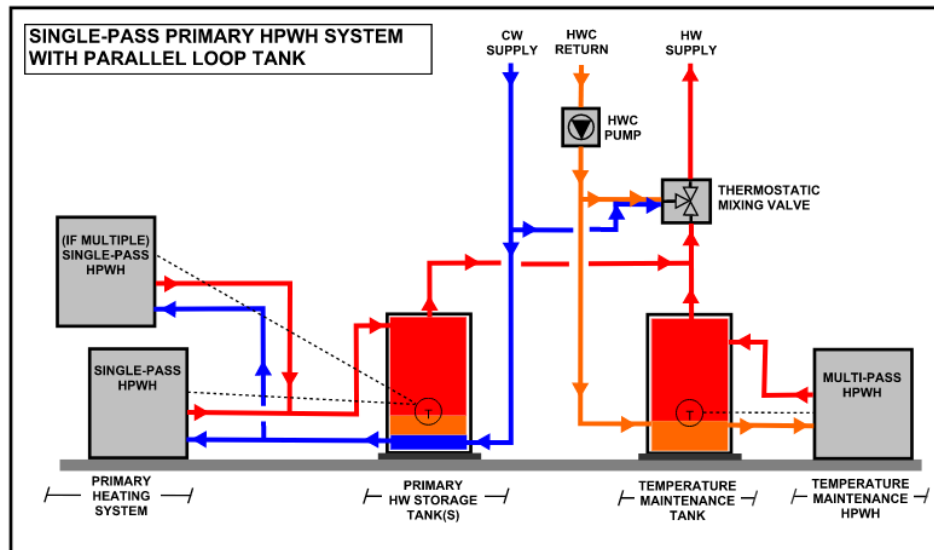 SINGLE-PASS PRIMARY HPWH SYSTEM
WITH PARALLEL LOOP TANK
CW
SUPPLY
HWC
RETURN
HW
SUPPLY
HWC
PUMP
THERMOSTATIC
MIXING VALVE
(IF MULTIPLE)
SINGLE-PASS
HPWH
SINGLE-PASS
HPWH
T
T
MULTI-PASS
HPWH
PRIMARY
HEATING
SYSTEM
PRIMARY
HW STORAGE
TANK(S)
TEMPERATURE
MAINTENANCE
TANK
TEMPERATURE
MAINTENANCE
HPWH